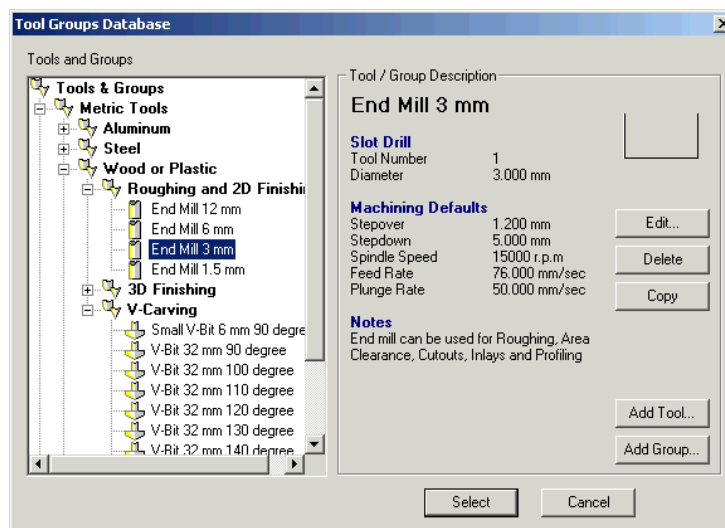 Tool Groups Database
Tools and Groups
Tools & Groups
Metric Tools
Aluminum
Steel
Wood or Plastic
Roughing and 2D Finishi
End Mill 12 mm
End Mill 6 mm
End Mill 3 mm
End Mill 1.5 mm
3D Finishing
V-Carving
Small V-Bit 6 mm 90 degre
V-Bit 32 mm 90 degree
V-Bit 32 mm 100 degree
V-Bit 32 mm 110 degree
V-Bit 32 mm 120 degree
V-Bit 32 mm 130 degree
V-Bit 32 mm 140 degree
Tool / Group Description
End Mill 3 mm
Slot Drill
Tool Number 1
Diameter 3.000 mm
Machining Defaults
Stepover 1.200 mm
Stepdown 5.000 mm
Spindle Speed 15000 r.p.m
Feed Rate 76.000 mm/sec
Plunge Rate 50.000 mm/sec
Notes
End mill can be used for Roughing, Area
Clearance, Cutouts, Inlays and Profiling
Edit...
Delete
Copy
Add Tool...
Add Group...
Select
Cancel